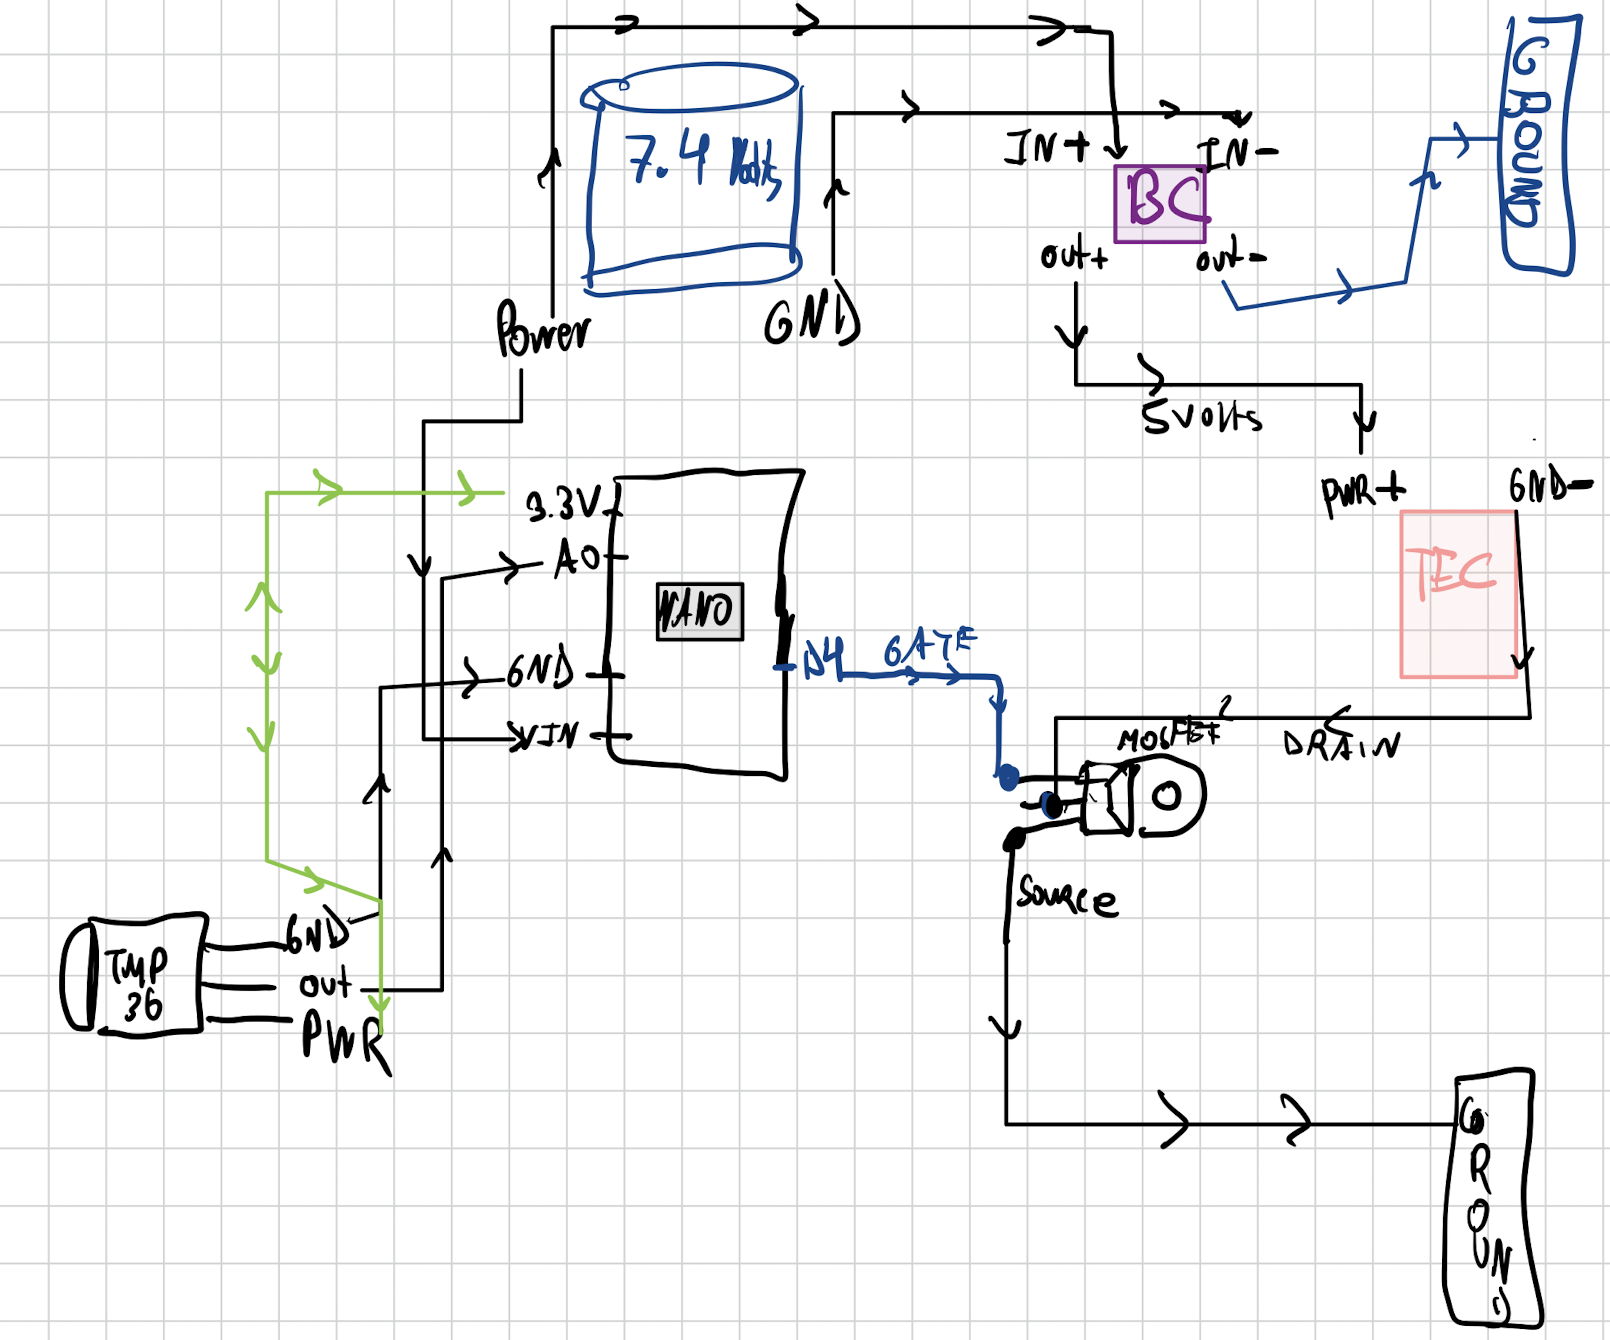 7.4 Volts
IN+
IN-
BC
out+
out-
GROUND
Power
GND
5 volts
PWR+
GND-
TEC
3.3V
A0
NANO
GND
VIN
D4
GATE
MOSFET
DRAIN
Source
TMP
36
GND
out
PWR
GROUND